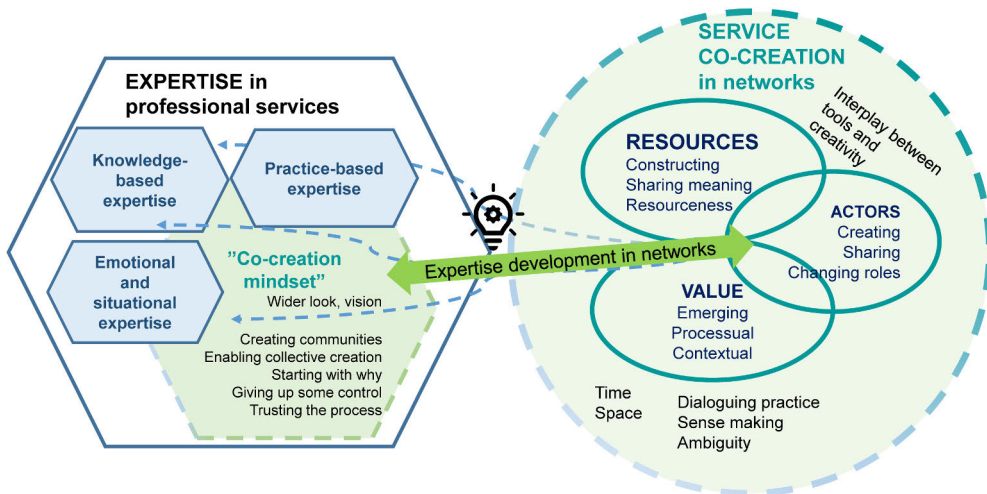 EXPERTISE in
professional services
Knowledge-
based
expertise
Practice-based
expertise
Emotional
and
situational
expertise
”Co-creation
mindset”
Wider look, vision
Creating communities
Enabling collective creation
Starting with why
Giving up some control
Trusting the process
Expertise development in networks
SERVICE
CO-CREATION
in networks
Interplay between
tools and
creativity
RESOURCES
Constructing
Sharing meaning
Resourceness
ACTORS
Creating
Sharing
Changing roles
VALUE
Emerging
Processual
Contextual
Time
Space
Dialoguing practice
Sense making
Ambiguity